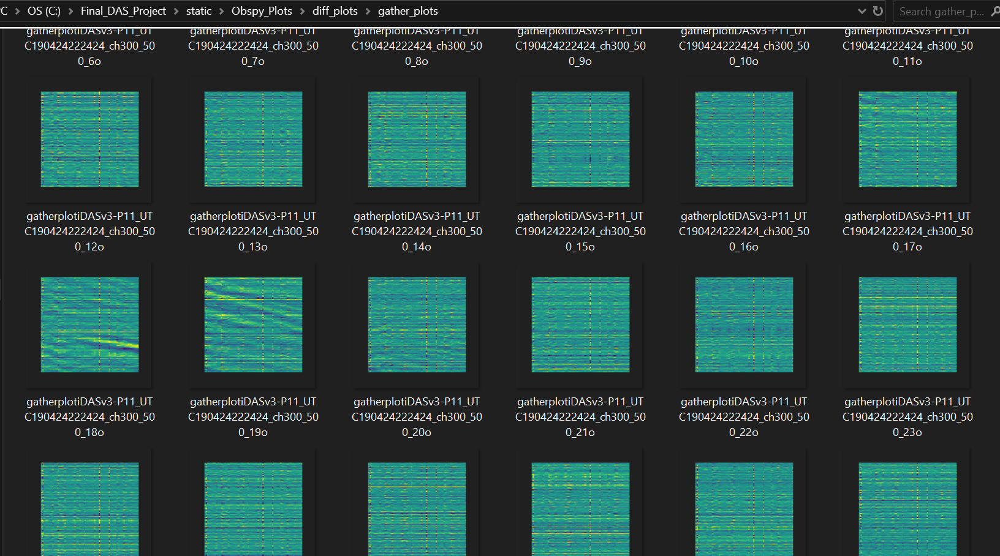 C > OS (C:) > Final_DAS_Project > static > Obspy_Plots > diff_plots > gather_plots
Search gather_p...
gatherplotiDASv3-P11_UT gatherplotiDASv3-P11_UT gatherplotiDASv3-P11_UT gatherplotiDASv3-P11_UT gatherplotiDASv3-P11_UT gatherplotiDASv3-P11_UT
C190424222424_ch300_50 C190424222424_ch300_50 C190424222424_ch300_50 C190424222424_ch300_50 C190424222424_ch300_50 C190424222424_ch300_50
0_6o 0_7o 0_8o 0_9o 0_10o 0_11o
gatherplotiDASv3-P11_UT gatherplotiDASv3-P11_UT gatherplotiDASv3-P11_UT gatherplotiDASv3-P11_UT gatherplotiDASv3-P11_UT gatherplotiDASv3-P11_UT
C190424222424_ch300_50 C190424222424_ch300_50 C190424222424_ch300_50 C190424222424_ch300_50 C190424222424_ch300_50 C190424222424_ch300_50
0_12o 0_13o 0_14o 0_15o 0_16o 0_17o
gatherplotiDASv3-P11_UT gatherplotiDASv3-P11_UT gatherplotiDASv3-P11_UT gatherplotiDASv3-P11_UT gatherplotiDASv3-P11_UT gatherplotiDASv3-P11_UT
C190424222424_ch300_50 C190424222424_ch300_50 C190424222424_ch300_50 C190424222424_ch300_50 C190424222424_ch300_50 C190424222424_ch300_50
0_18o 0_19o 0_20o 0_21o 0_22o 0_23o